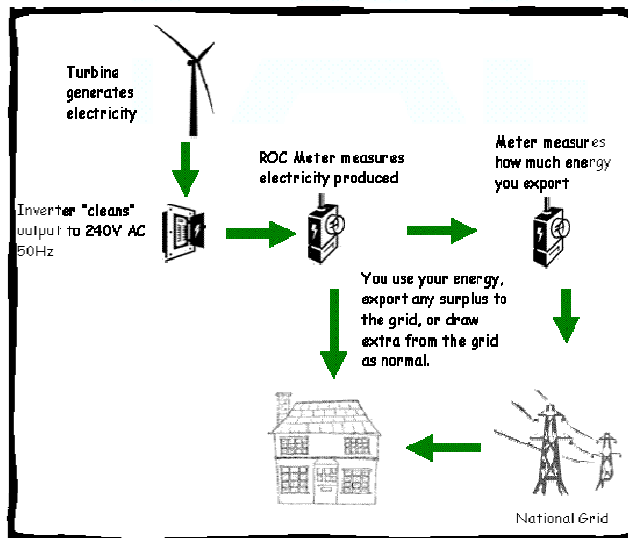 Turbine
generates
electricity
ROC Meter measures
electricity produced
Meter measures
how much energy
you export
Inverter "cleans"
output to 240V AC
50Hz
You use your energy,
export any surplus to
the grid, or draw
extra from the grid
as normal.
National Grid